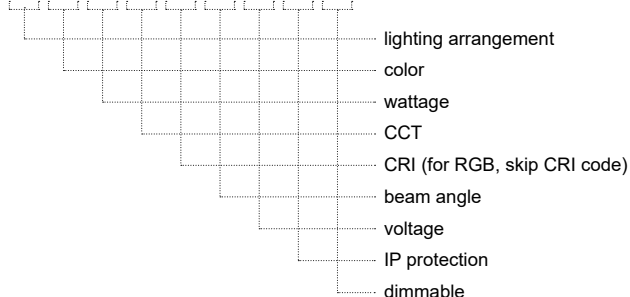 lighting arrangement
color
wattage
CCT
CRI (for RGB, skip CRI code)
beam angle
voltage
IP protection
dimmable